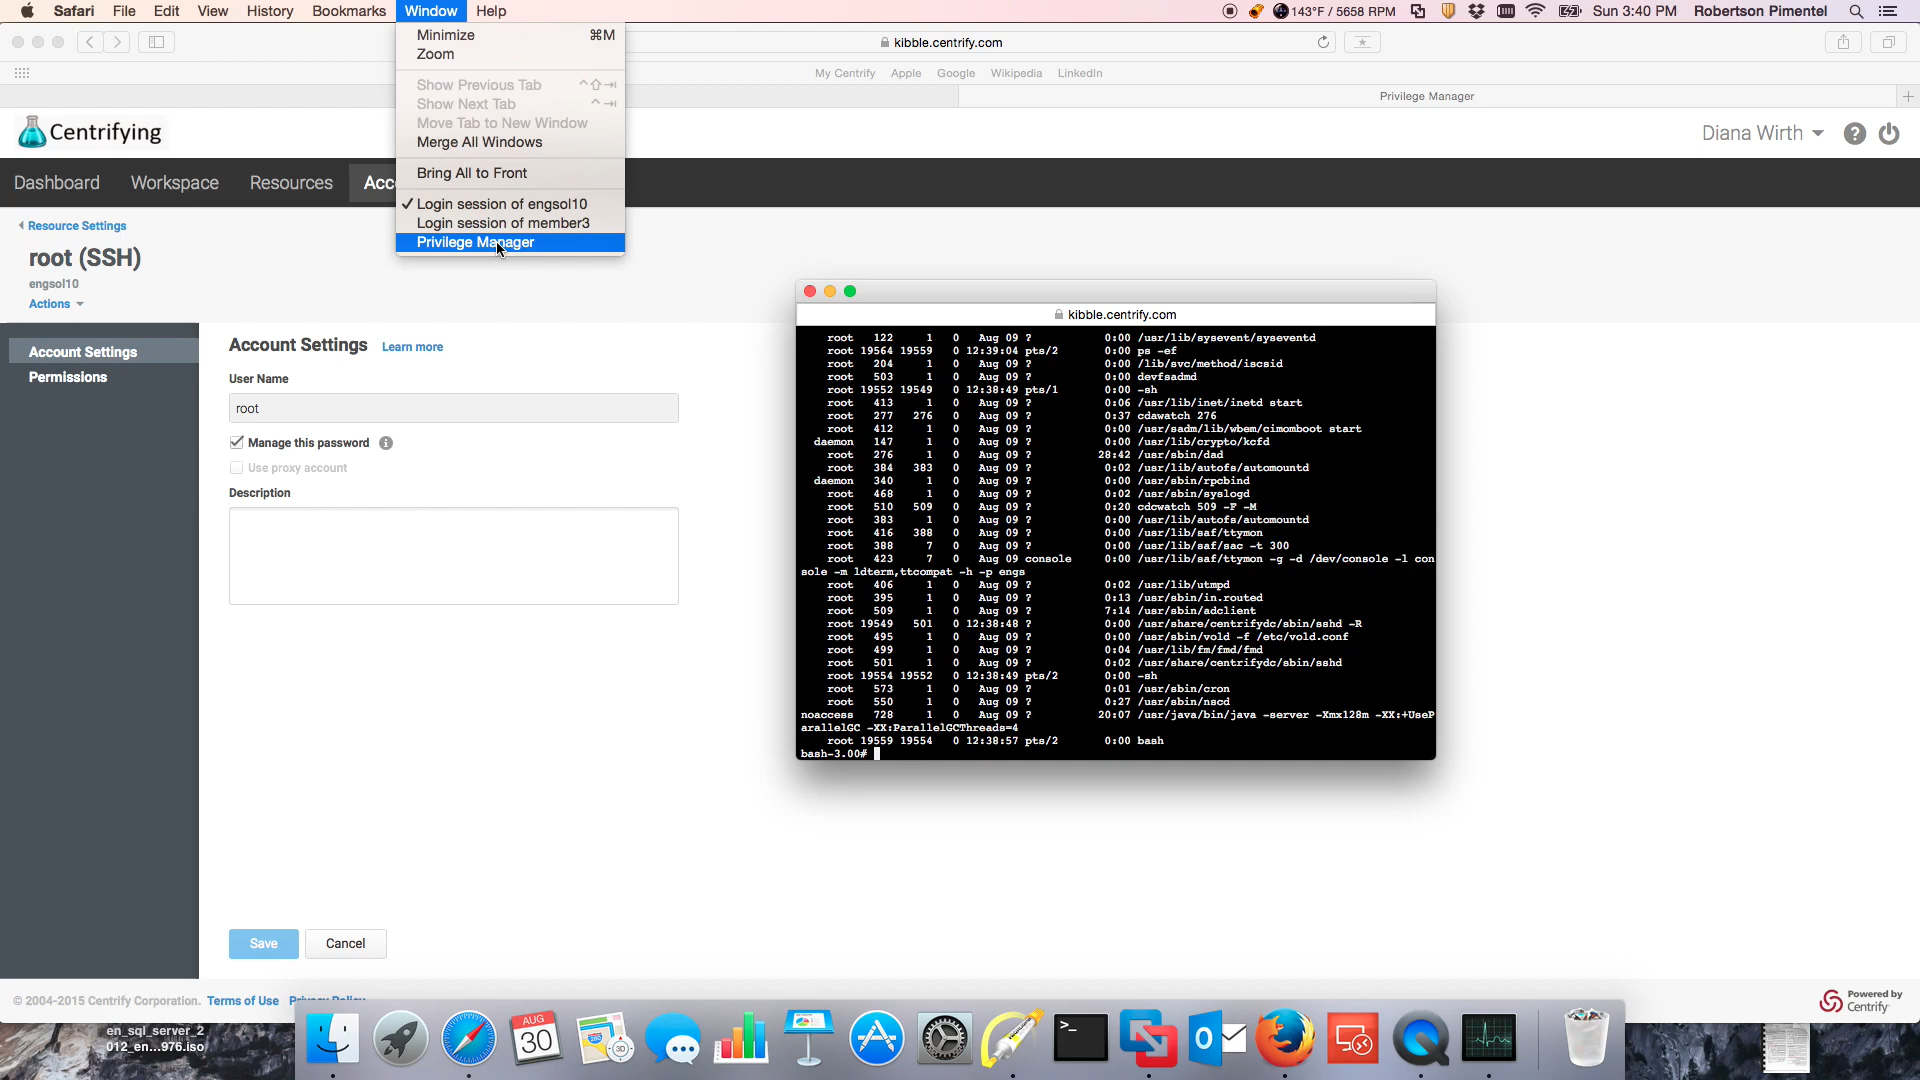 Safari File Edit View History Bookmarks Window Help 143°F / 5658 RPM Sun 3:40 PM Robertson Pimentel
Minimize ⌘M
Zoom
Show Previous Tab ⌃⇧⇥
Show Next Tab ⌃⇥
Move Tab to New Window
Merge All Windows
Bring All to Front
✓ Login session of engsol10
Login session of member3
Privilege Manager
kibble.centrify.com
My Centrify Apple Google Wikipedia LinkedIn
Privilege Manager
Centrifying
Diana Wirth
Dashboard Workspace Resources Acc
Resource Settings
root (SSH)
engsol10
Actions
Account Settings
Permissions
Account Settings Learn more
User Name
root
Manage this password
Use proxy account
Description
Save Cancel
kibble.centrify.com
root 122 1 0 Aug 09 ? 0:00 /usr/lib/sysevent/syseventd
root 19564 19559 0 12:39:04 pts/2 0:00 ps -ef
root 204 1 0 Aug 09 ? 0:00 /lib/svc/method/iscsid
root 503 1 0 Aug 09 ? 0:00 devfsadmd
root 19552 19549 0 12:38:49 pts/1 0:00 -sh
root 413 1 0 Aug 09 ? 0:06 /usr/lib/inet/inetd start
root 277 276 0 Aug 09 ? 0:37 cdawatch 276
root 412 1 0 Aug 09 ? 0:00 /usr/sadm/lib/wbem/cimomboot start
daemon 147 1 0 Aug 09 ? 0:00 /usr/lib/crypto/kcfd
root 276 1 0 Aug 09 ? 28:42 /usr/sbin/dad
root 384 383 0 Aug 09 ? 0:02 /usr/lib/autofs/automountd
daemon 340 1 0 Aug 09 ? 0:00 /usr/sbin/rpcbind
root 468 1 0 Aug 09 ? 0:02 /usr/sbin/syslogd
root 510 509 0 Aug 09 ? 0:20 cdcwatch 509 -F -M
root 383 1 0 Aug 09 ? 0:00 /usr/lib/autofs/automountd
root 416 388 0 Aug 09 ? 0:00 /usr/lib/saf/ttymon
root 388 7 0 Aug 09 ? 0:00 /usr/lib/saf/sac -t 300
root 423 7 0 Aug 09 console 0:00 /usr/lib/saf/ttymon -g -d /dev/console -l con
sole -m ldterm,ttcompat -h -p engs
root 406 1 0 Aug 09 ? 0:02 /usr/lib/utmpd
root 395 1 0 Aug 09 ? 0:13 /usr/sbin/in.routed
root 509 1 0 Aug 09 ? 7:14 /usr/sbin/adclient
root 19549 501 0 12:38:48 ? 0:00 /usr/share/centrifydc/sbin/sshd -R
root 495 1 0 Aug 09 ? 0:00 /usr/sbin/vold -f /etc/vold.conf
root 499 1 0 Aug 09 ? 0:04 /usr/lib/fm/fmd/fmd
root 501 1 0 Aug 09 ? 0:02 /usr/share/centrifydc/sbin/sshd
root 19554 19552 0 12:38:49 pts/2 0:00 -sh
root 573 1 0 Aug 09 ? 0:01 /usr/sbin/cron
root 550 1 0 Aug 09 ? 0:27 /usr/sbin/nscd
noaccess 728 1 0 Aug 09 ? 20:07 /usr/java/bin/java -server -Xmx128m -XX:+UseP
arallelGC -XX:ParallelGCThreads=4
root 19559 19554 0 12:38:57 pts/2 0:00 bash
bash-3.00#
© 2004-2015 Centrify Corporation. Terms of Use Privacy Policy
Powered by
Centrify
en_sql_server_2
012_en...976.iso
AUG
30